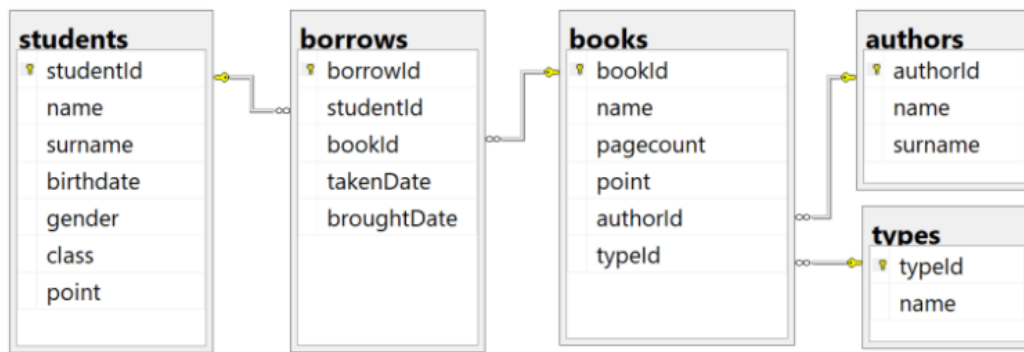 students
studentId
name
surname
birthdate
gender
class
point
borrows
borrowId
studentId
bookId
takenDate
broughtDate
books
bookId
name
pagecount
point
authorId
typeId
authors
authorId
name
surname
types
typeId
name